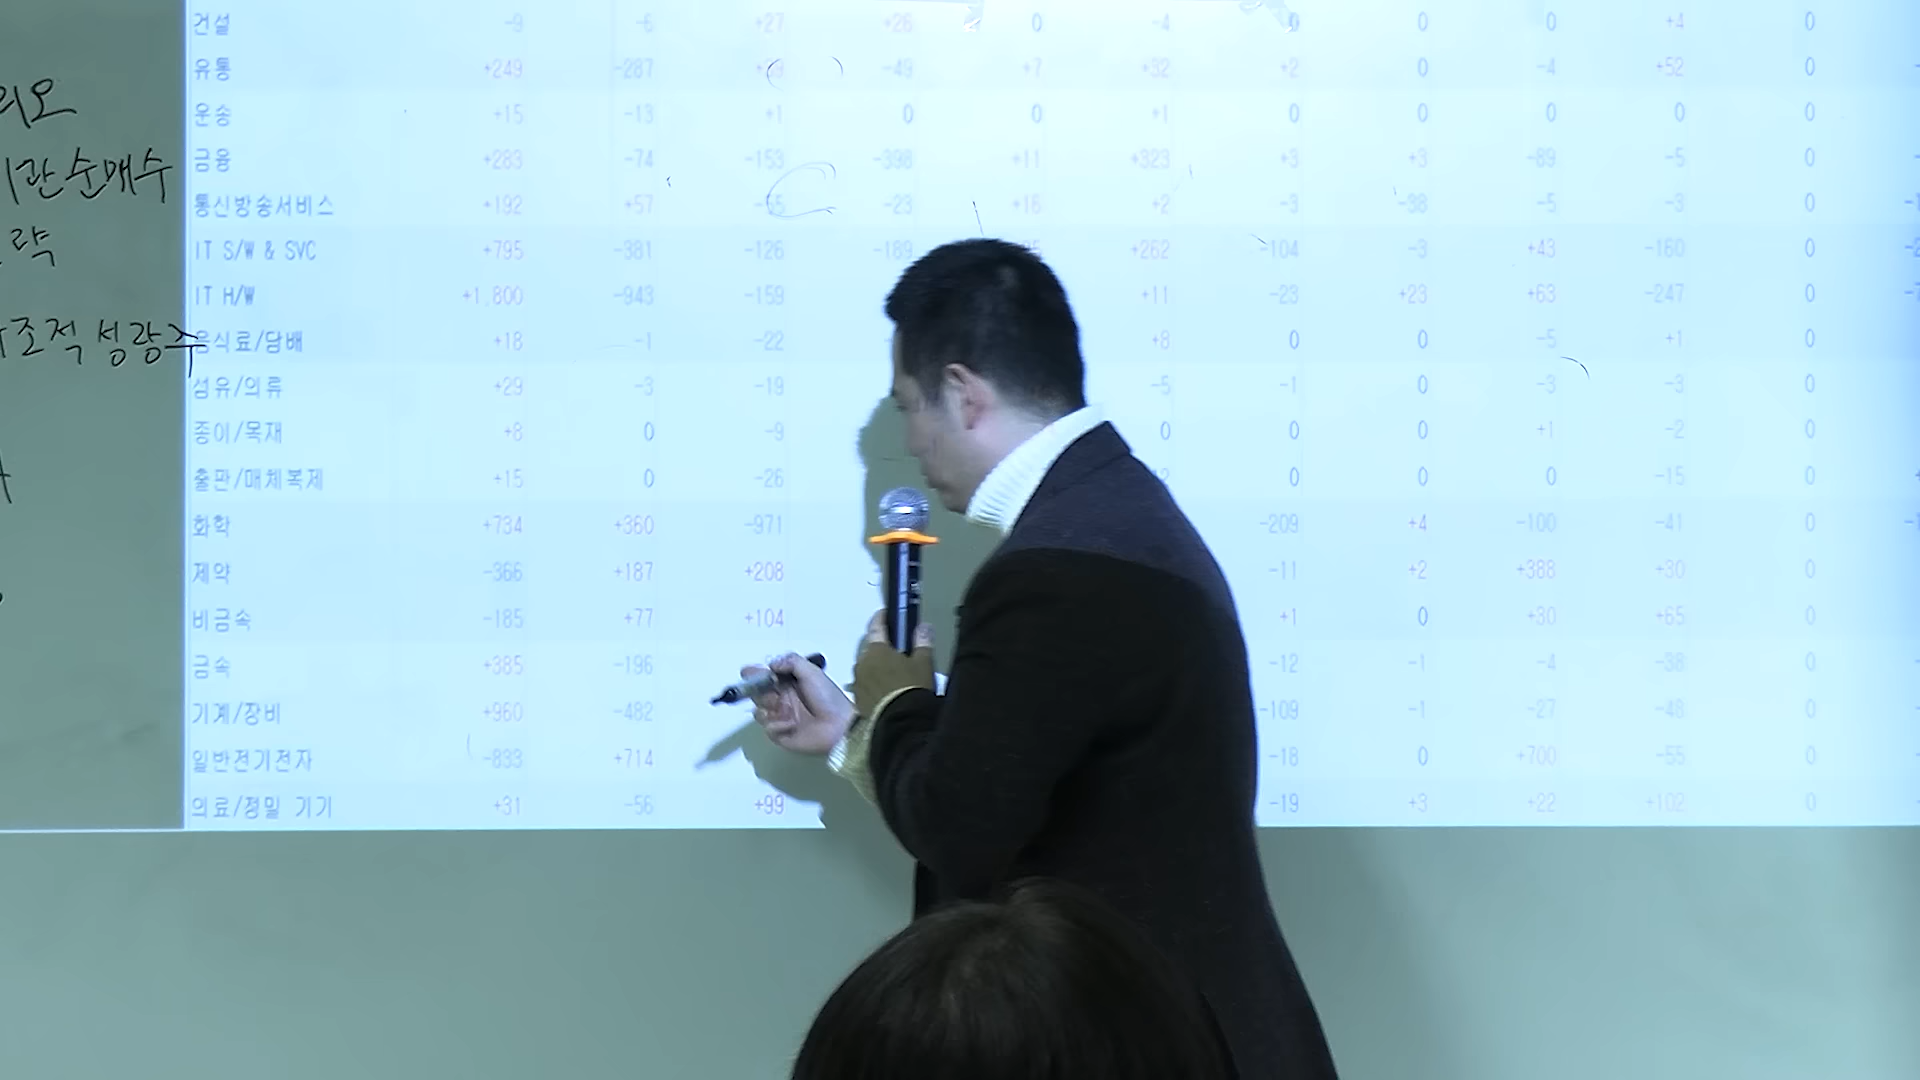 리오
기관순매수
략
조적 성장주
건설 -9 -6 +27 +26 0 -4 0 0 0 +4 0
유통 +249 -287 -49 +7 +32 +2 0 -4 +52 0
운송 +15 -13 +1 0 0 +1 0 0 0 0 0
금융 +283 -74 -153 -398 +11 +323 +3 +3 -89 -5 0
통신방송서비스 +192 +57 -23 +16 +2 -3 -38 -5 -3 0
IT S/W & SVC +795 -381 -126 -189 +262 -104 -3 +43 -160 0
IT H/W +1,800 -943 -159 +11 -23 +23 +63 -247 0
음식료/담배 +18 -1 -22 +8 0 0 -5 +1 0
섬유/의류 +29 -3 -19 -5 -1 0 -3 -3 0
종이/목재 +8 0 -9 0 0 0 +1 -2 0
출판/매체복제 +15 0 -26 0 0 0 -15 0
화학 +734 +360 -971 -209 +4 -100 -41 0
제약 -366 +187 +208 -11 +2 +388 +30 0
비금속 -185 +77 +104 +1 0 +30 +65 0
금속 +385 -196 -12 -1 -4 -38 0
기계/장비 +960 -482 -109 -1 -27 -48 0
일반전기전자 -833 +714 -18 0 +700 -55 0
의료/정밀 기기 +31 -56 +99 -19 +3 +22 +102 0